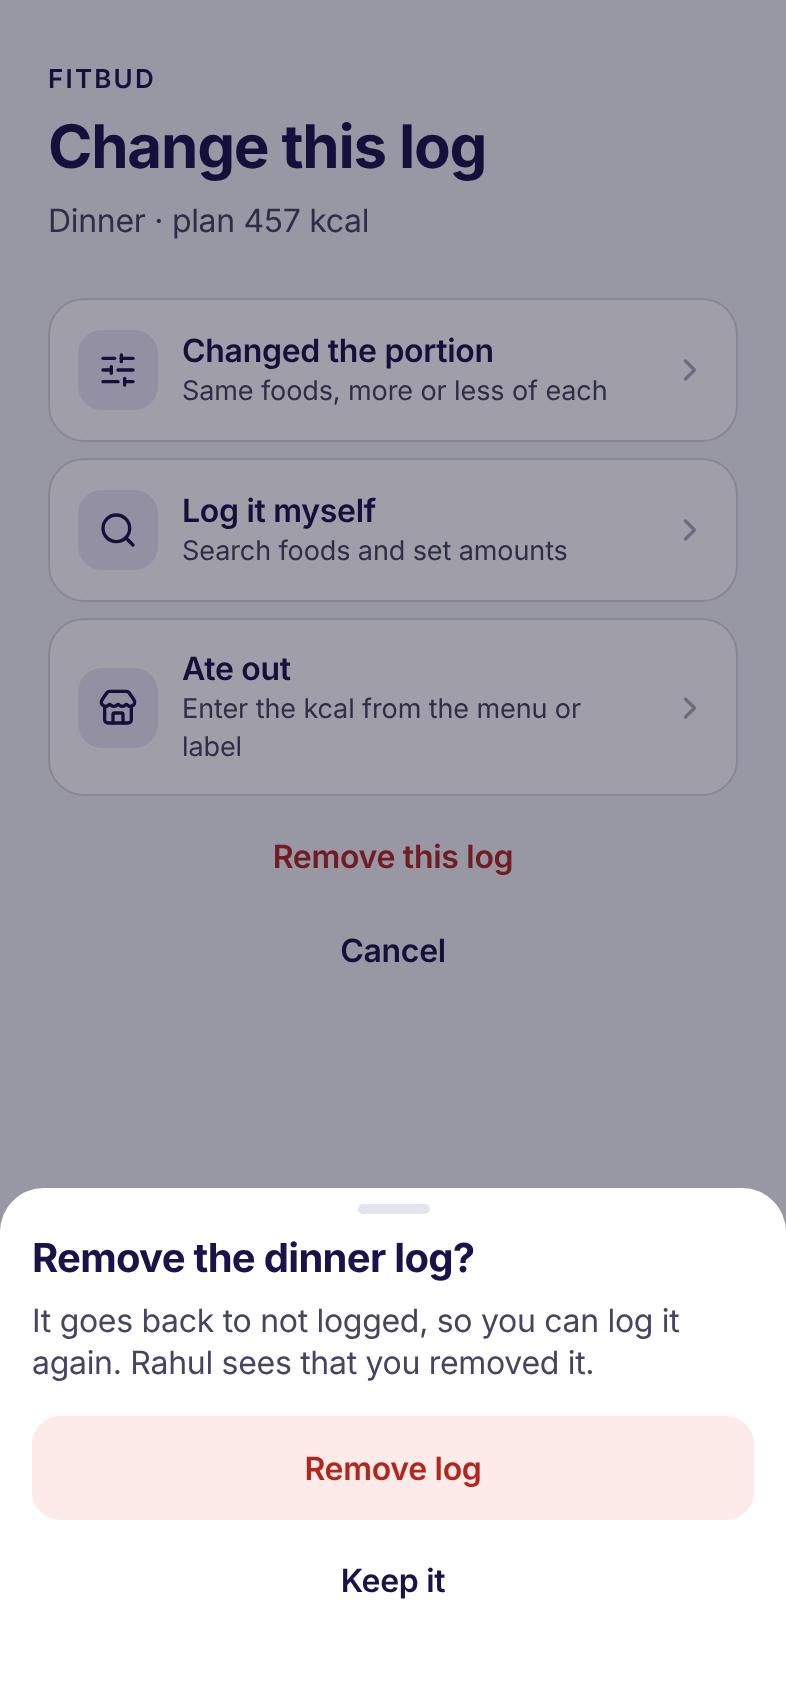 FITBUD
Change this log
Dinner · plan 457 kcal
Changed the portion
Same foods, more or less of each
Log it myself
Search foods and set amounts
Ate out
Enter the kcal from the menu or
label
Remove this log
Cancel
Remove the dinner log?
It goes back to not logged, so you can log it
again. Rahul sees that you removed it.
Remove log
Keep it